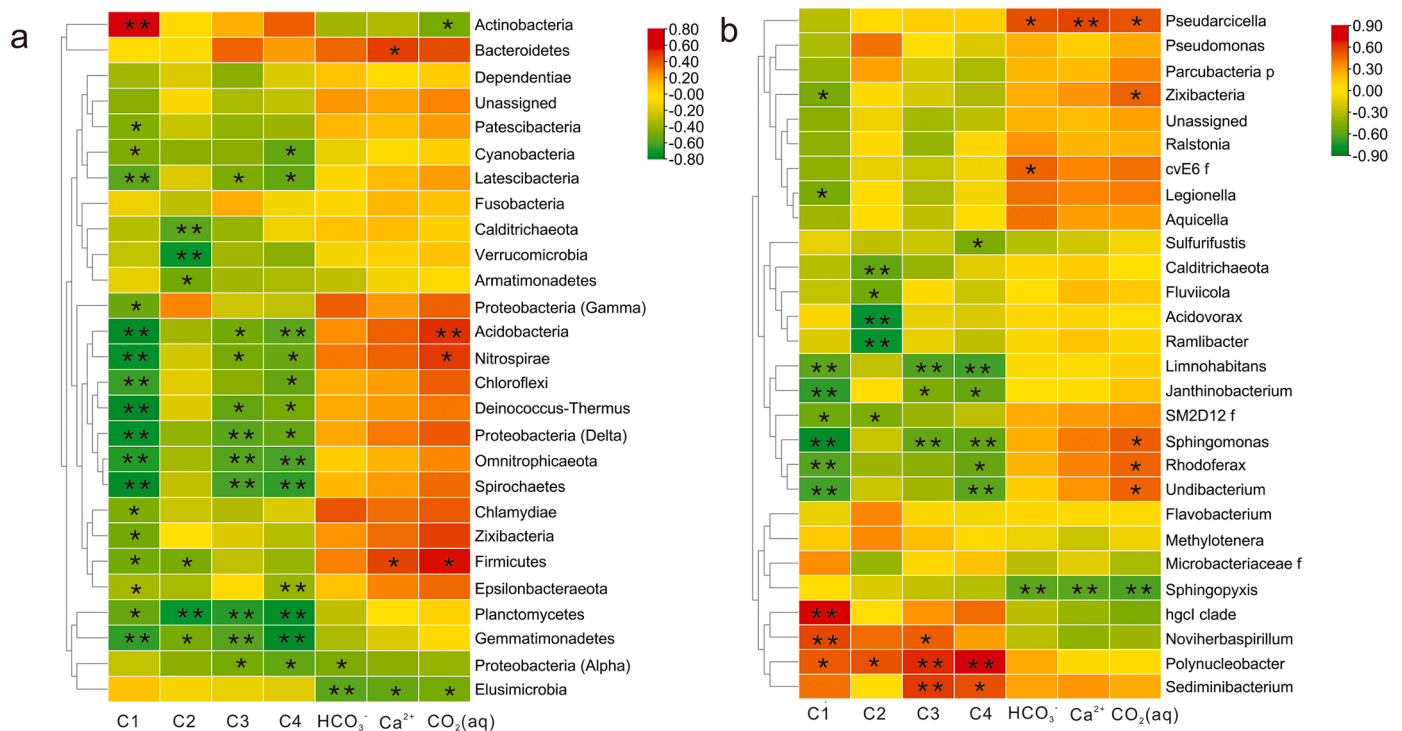 a
Actinobacteria
Bacteroidetes
Dependentiae
Unassigned
Patescibacteria
Cyanobacteria
Latescibacteria
Fusobacteria
Calditrichaeota
Verrucomicrobia
Armatimonadetes
Proteobacteria (Gamma)
Acidobacteria
Nitrospirae
Chloroflexi
Deinococcus-Thermus
Proteobacteria (Delta)
Omnitrophicaeota
Spirochaetes
Chlamydiae
Zixibacteria
Firmicutes
Epsilonbacteraeota
Planctomycetes
Gemmatimonadetes
Proteobacteria (Alpha)
Elusimicrobia
0.80
0.60
0.40
0.20
-0.00
-0.20
-0.40
-0.60
-0.80
C1 C2 C3 C4 HCO₃⁻ Ca²⁺ CO₂(aq)
b
Pseudarcicella
Pseudomonas
Parcubacteria p
Zixibacteria
Unassigned
Ralstonia
cvE6 f
Legionella
Aquicella
Sulfurifustis
Calditrichaeota
Fluviicola
Acidovorax
Ramlibacter
Limnohabitans
Janthinobacterium
SM2D12 f
Sphingomonas
Rhodoferax
Undibacterium
Flavobacterium
Methylotenera
Microbacteriaceae f
Sphingopyxis
hgcI clade
Noviherbaspirillum
Polynucleobacter
Sediminibacterium
0.90
0.60
0.30
0.00
-0.30
-0.60
-0.90
C1 C2 C3 C4 HCO₃⁻ Ca²⁺ CO₂(aq)